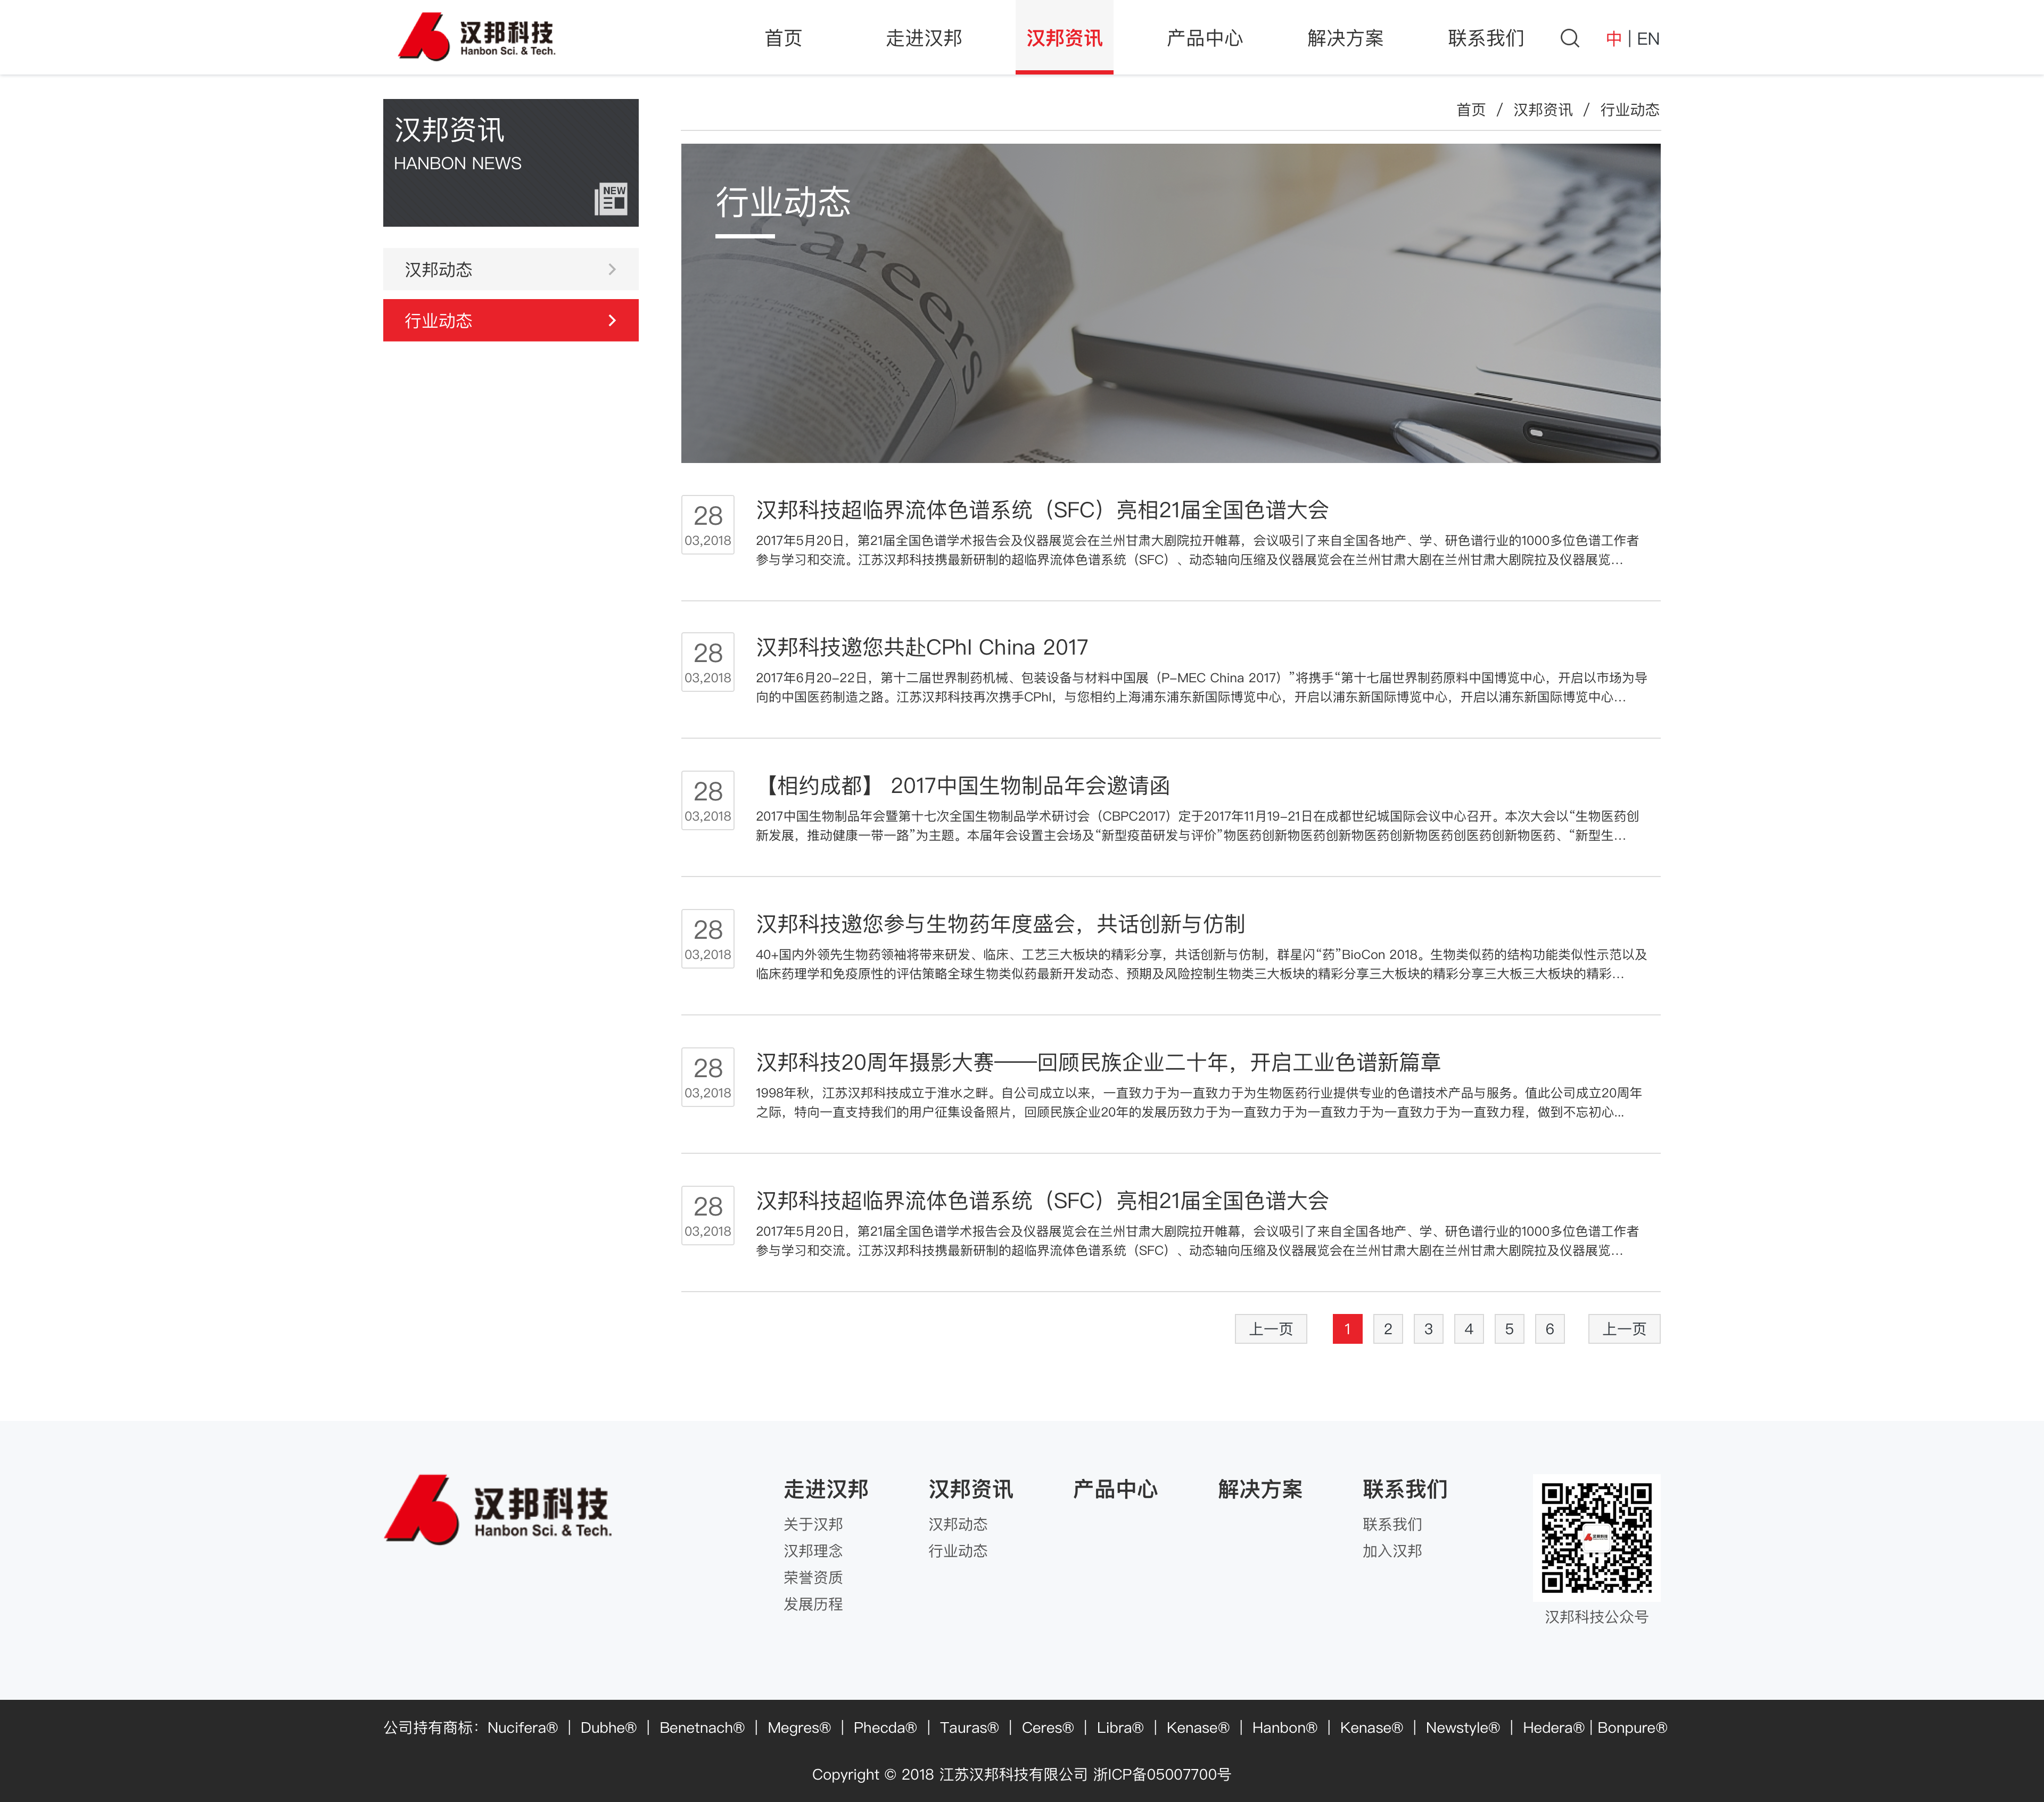 汉邦科技
Hanbon Sci. & Tech.
首页
走进汉邦
汉邦资讯
产品中心
解决方案
联系我们
中 | EN
汉邦资讯
HANBON NEWS
NEW
汉邦动态
行业动态
首页 / 汉邦资讯 / 行业动态
行业动态
Careers
28
03,2018
汉邦科技超临界流体色谱系统（SFC）亮相21届全国色谱大会
2017年5月20日，第21届全国色谱学术报告会及仪器展览会在兰州甘肃大剧院拉开帷幕，会议吸引了来自全国各地产、学、研色谱行业的1000多位色谱工作者
参与学习和交流。江苏汉邦科技携最新研制的超临界流体色谱系统（SFC）、动态轴向压缩及仪器展览会在兰州甘肃大剧在兰州甘肃大剧院拉及仪器展览…
28
03,2018
汉邦科技邀您共赴CPhI China 2017
2017年6月20-22日，第十二届世界制药机械、包装设备与材料中国展（P-MEC China 2017）”将携手“第十七届世界制药原料中国博览中心，开启以市场为导
向的中国医药制造之路。江苏汉邦科技再次携手CPhI，与您相约上海浦东浦东新国际博览中心，开启以浦东新国际博览中心，开启以浦东新国际博览中心…
28
03,2018
【相约成都】 2017中国生物制品年会邀请函
2017中国生物制品年会暨第十七次全国生物制品学术研讨会（CBPC2017）定于2017年11月19-21日在成都世纪城国际会议中心召开。本次大会以“生物医药创
新发展，推动健康一带一路”为主题。本届年会设置主会场及“新型疫苗研发与评价”物医药创新物医药创新物医药创新物医药创医药创新物医药、“新型生…
28
03,2018
汉邦科技邀您参与生物药年度盛会，共话创新与仿制
40+国内外领先生物药领袖将带来研发、临床、工艺三大板块的精彩分享，共话创新与仿制，群星闪“药”BioCon 2018。生物类似药的结构功能类似性示范以及
临床药理学和免疫原性的评估策略全球生物类似药最新开发动态、预期及风险控制生物类三大板块的精彩分享三大板块的精彩分享三大板三大板块的精彩…
28
03,2018
汉邦科技20周年摄影大赛——回顾民族企业二十年，开启工业色谱新篇章
1998年秋，江苏汉邦科技成立于淮水之畔。自公司成立以来，一直致力于为一直致力于为生物医药行业提供专业的色谱技术产品与服务。值此公司成立20周年
之际，特向一直支持我们的用户征集设备照片，回顾民族企业20年的发展历致力于为一直致力于为一直致力于为一直致力于为一直致力程，做到不忘初心...
28
03,2018
汉邦科技超临界流体色谱系统（SFC）亮相21届全国色谱大会
2017年5月20日，第21届全国色谱学术报告会及仪器展览会在兰州甘肃大剧院拉开帷幕，会议吸引了来自全国各地产、学、研色谱行业的1000多位色谱工作者
参与学习和交流。江苏汉邦科技携最新研制的超临界流体色谱系统（SFC）、动态轴向压缩及仪器展览会在兰州甘肃大剧在兰州甘肃大剧院拉及仪器展览…
上一页 1 2 3 4 5 6 上一页
汉邦科技
Hanbon Sci. & Tech.
走进汉邦
关于汉邦
汉邦理念
荣誉资质
发展历程
汉邦资讯
汉邦动态
行业动态
产品中心
解决方案
联系我们
联系我们
加入汉邦
汉邦科技公众号
公司持有商标：Nucifera® | Dubhe® | Benetnach® | Megres® | Phecda® | Tauras® | Ceres® | Libra® | Kenase® | Hanbon® | Kenase® | Newstyle® | Hedera® | Bonpure®
Copyright © 2018 江苏汉邦科技有限公司 浙ICP备05007700号